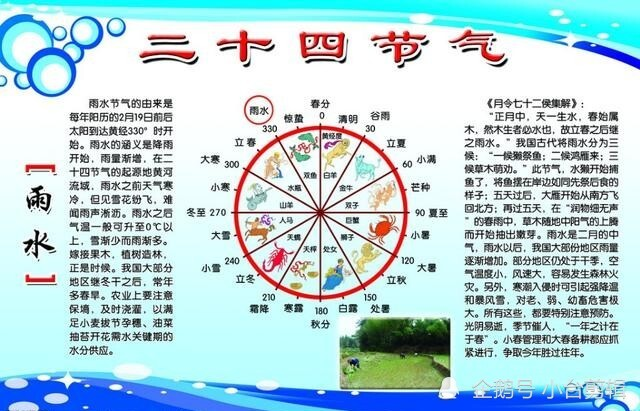 二十四节气
【雨水】
雨水节气的由来是
每年阳历的2月19日前后
太阳到达黄经330°时开
始。雨水的涵义是降雨
开始，雨量渐增，在二
十四节气的起源地黄河
流域，雨水之前天气寒
冷，但见雪花纷飞，难
闻雨声淅沥。雨水之后
气温一般可升至0℃以
上，雪渐少而雨渐多。
嫁接果木，植树造林，
正是时候。我国大部分
地区继冬干之后，常年
多春旱。农业上要注意
保墒，及时浇灌，以满
足小麦拔节孕穗、油菜
抽苔开花需水关键期的
水分供应。
雨水
惊蛰
春分
清明
谷雨
330
0
30
立春
300
黄经度
立夏
60
大寒
小满
小寒
芒种
冬至 270
90 夏至
大雪
小暑
小雪
大暑
立冬
240
120
立秋
霜降
210
寒露
180
秋分
白露
150
处暑
双鱼
白羊
水瓶
金牛
山羊
双子
人马
巨蟹
天蝎
狮子
天枰
处女
《月令七十二侯集解》：
“正月中，天一生水，春始属
木，然木生者必水也，故立春之后继
之雨水。”我国古代将雨水分为三
候：“一候獭祭鱼；二候鸿雁来；三
候草木萌动。”此节气，水獭开始捕
鱼了，将鱼摆在岸边如同先祭后食的
样子；五天过后，大雁开始从南方飞
回北方；再过五天，在“润物细无声”
的春雨中，草木随地中阳气的上腾
而开始抽出嫩芽。雨水是二月的中
气，雨水以后，我国大部份地区雨量
逐渐增加。部分地区仍处于干季，空
气温度小，风速大，容易发生森林火
灾。另外，寒潮入侵时可引起强降温
和暴风雪，对老、弱、幼畜危害极
大。所有这些，都要特别注意预防。
光阴易逝，季节催人，“一年之计在
于春”。小春管理和大春备耕都应抓
紧进行，争取今年胜过往年。
企鹅号 小谷剪辑